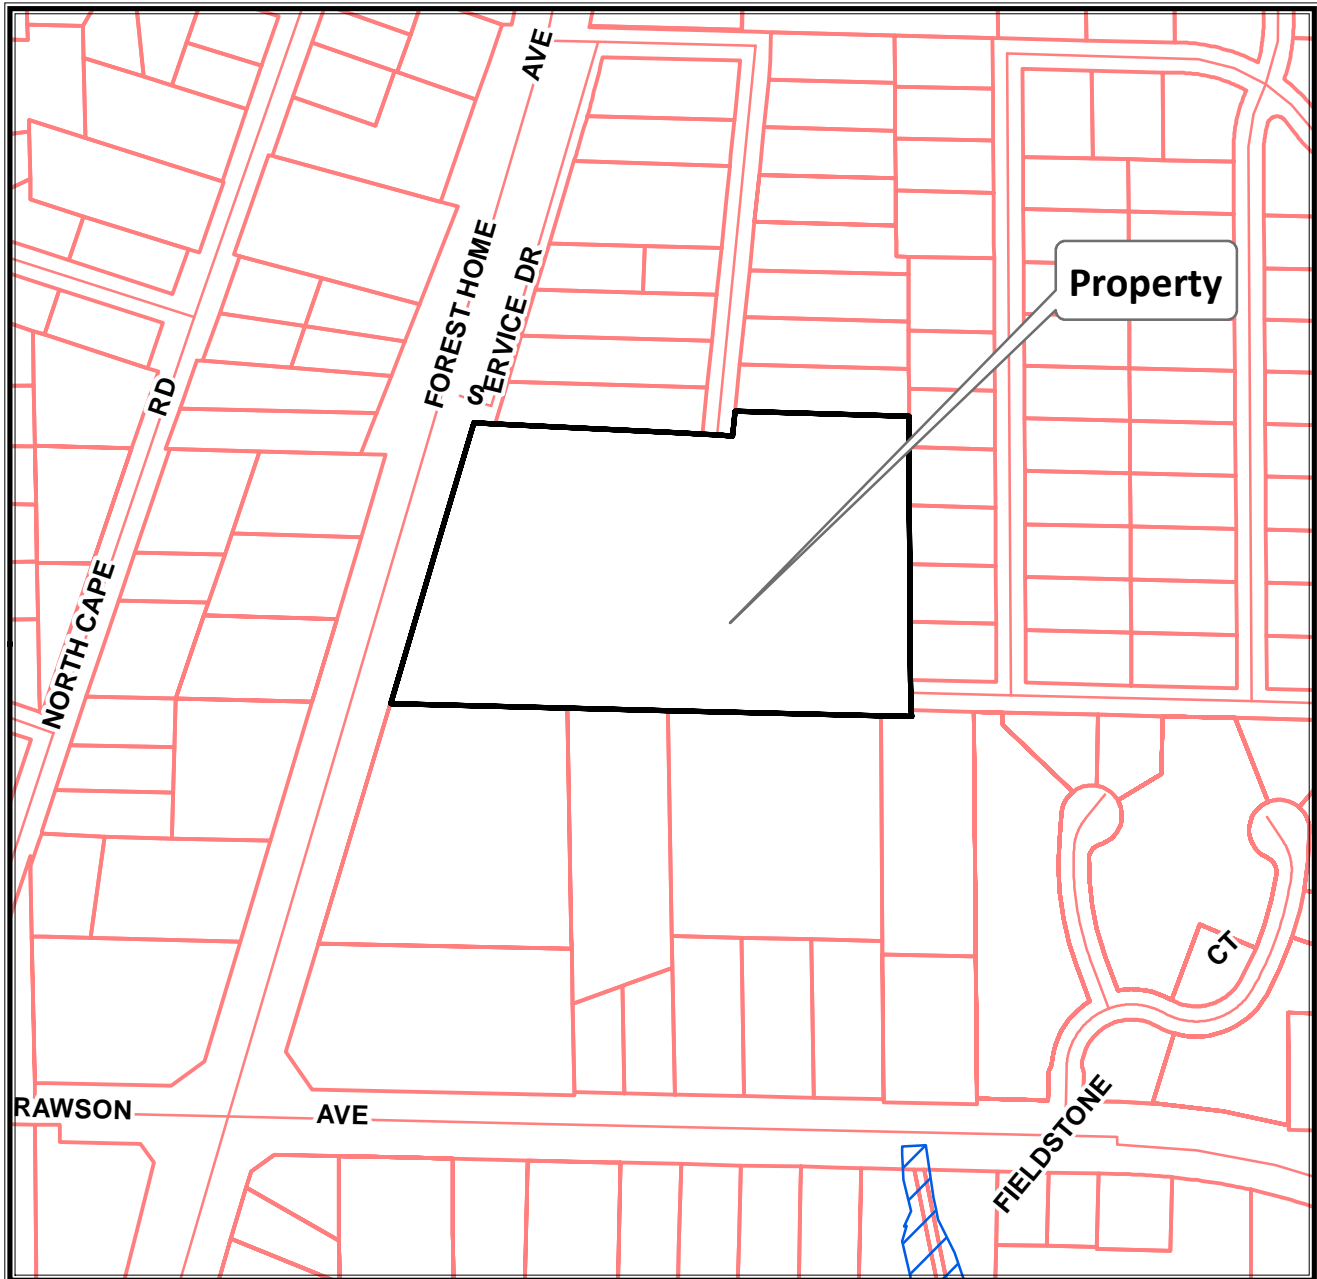 AVE
FOREST HOME
SERVICE DR
Property
RD
NORTH CAPE
CT
RAWSON
AVE
FIELDSTONE